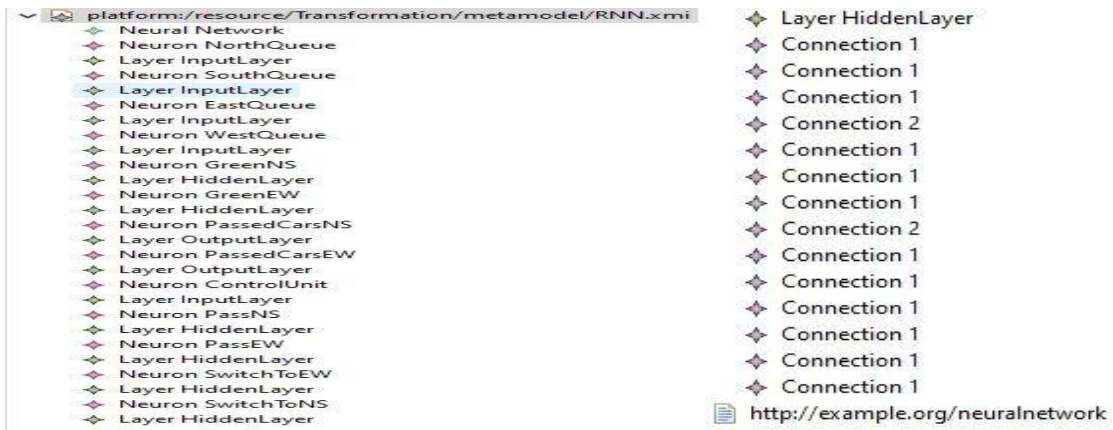 platform:/resource/Transformation/metamodel/RNN.xmi
Neural Network
Neuron NorthQueue
Layer InputLayer
Neuron SouthQueue
Layer InputLayer
Neuron EastQueue
Layer InputLayer
Neuron WestQueue
Layer InputLayer
Neuron GreenNS
Layer HiddenLayer
Neuron GreenEW
Layer HiddenLayer
Neuron PassedCarsNS
Layer OutputLayer
Neuron PassedCarsEW
Layer OutputLayer
Neuron ControlUnit
Layer InputLayer
Neuron PassNS
Layer HiddenLayer
Neuron PassEW
Layer HiddenLayer
Neuron SwitchToEW
Layer HiddenLayer
Neuron SwitchToNS
Layer HiddenLayer
Layer HiddenLayer
Connection 1
Connection 1
Connection 1
Connection 2
Connection 1
Connection 1
Connection 1
Connection 2
Connection 1
Connection 1
Connection 1
Connection 1
Connection 1
Connection 1
http://example.org/neuralnetwork